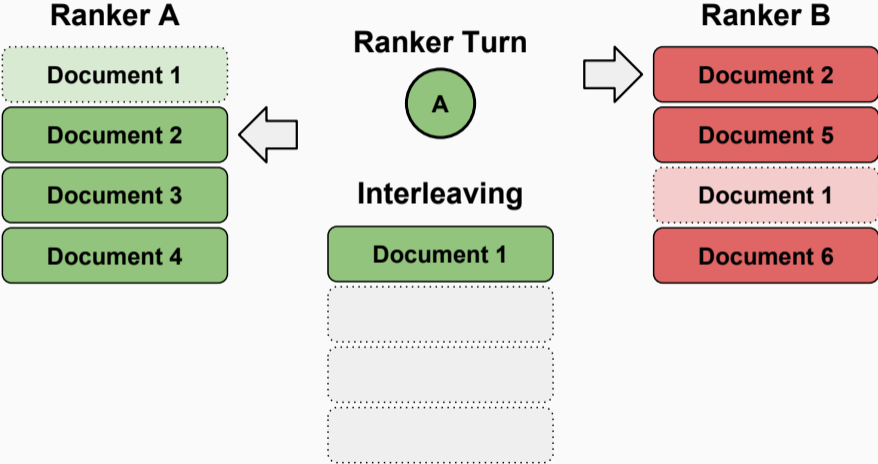 Ranker A
Document 1
Document 2
Document 3
Document 4
Ranker Turn
A
Interleaving
Document 1
Ranker B
Document 2
Document 5
Document 1
Document 6